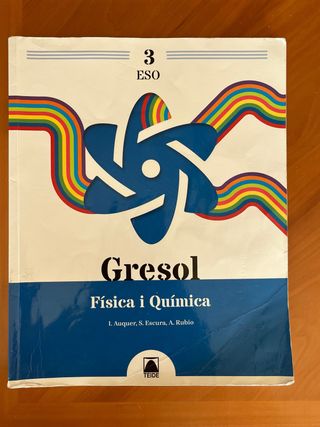 3
ESO
Gresol
Física i Química
I. Auquer, S. Escura, A. Rubio
TEIDE